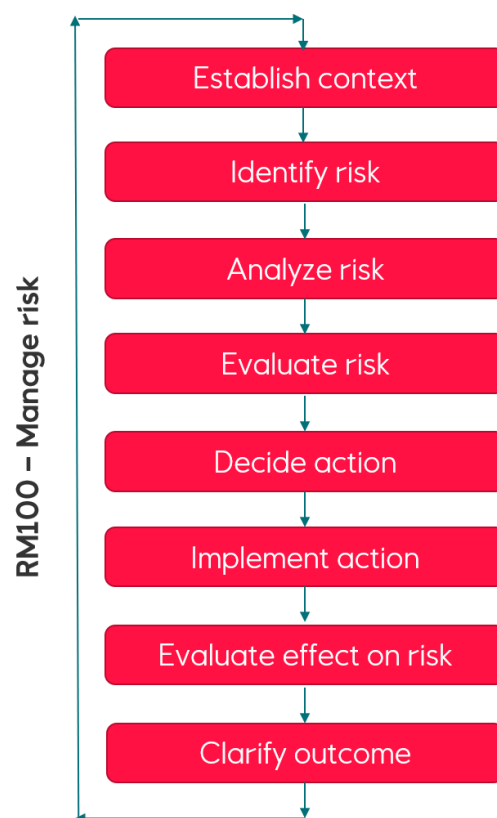 RM100 – Manage risk
Establish context
Identify risk
Analyze risk
Evaluate risk
Decide action
Implement action
Evaluate effect on risk
Clarify outcome